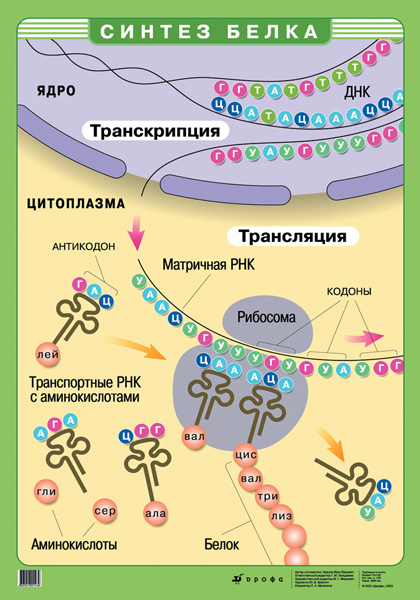 СИНТЕЗ БЕЛКА
ЯДРО
ДНК
Г Г Т А Т Г Т Т Т Г Г
Ц Ц А Т А Ц А А А Ц Ц
Транскрипция
Г Г У А У Г У У У Г Г
ЦИТОПЛАЗМА
Трансляция
АНТИКОДОН
Матричная РНК
КОДОНЫ
Г А Ц
Рибосома
У А А Ц У Г У У У Г У Г У А У Г Г
лей
Ц А А А Ц А
Транспортные РНК
с аминокислотами
вал
А Г А
Ц Г Г
цис
вал
У А Ц
гли
сер
ала
три
лиз
Аминокислоты
Белок
дрофа